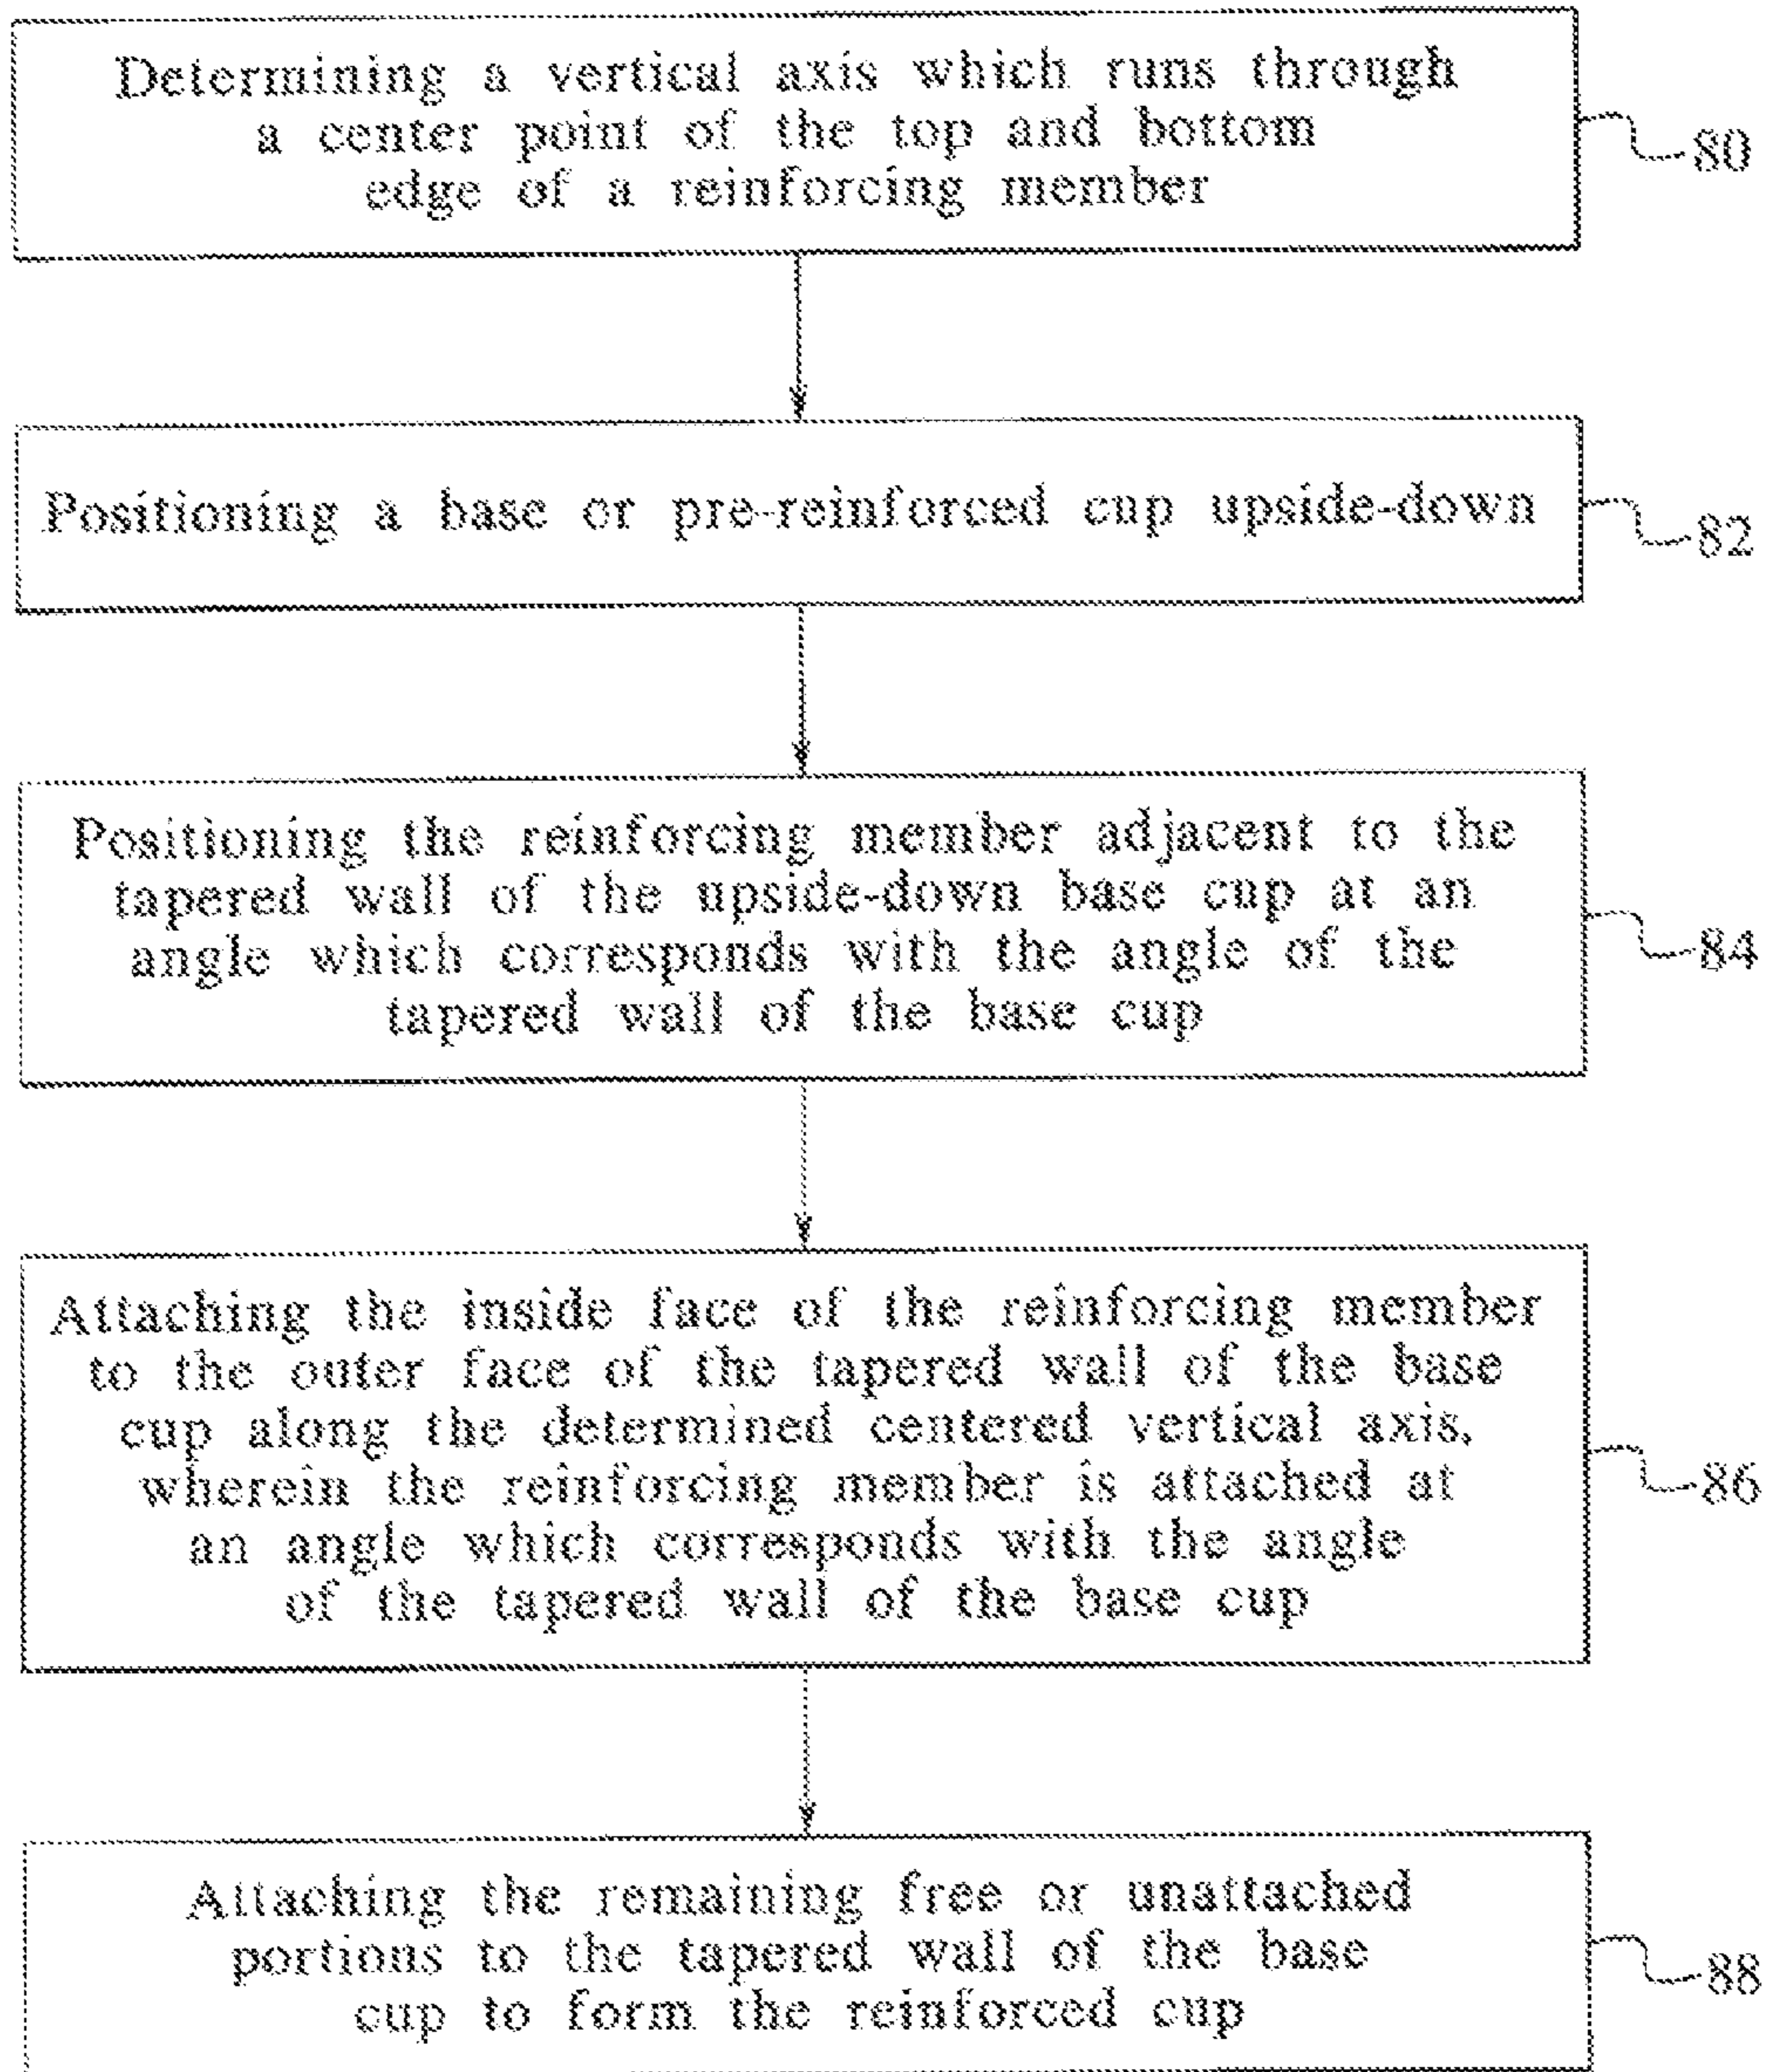 Determining a vertical axis which runs through
a center point of the top and bottom
edge of a reinforcing member
80
Positioning a base or pre-reinforced cup upside-down
82
Positioning the reinforcing member adjacent to the
tapered wall of the upside-down base cup at an
angle which corresponds with the angle of the
tapered wall of the base cup
84
Attaching the inside face of the reinforcing member
to the outer face of the tapered wall of the base
cup along the determined centered vertical axis,
wherein the reinforcing member is attached at
an angle which corresponds with the angle
of the tapered wall of the base cup
86
Attaching the remaining free or unattached
portions to the tapered wall of the base
cup to form the reinforced cup
88